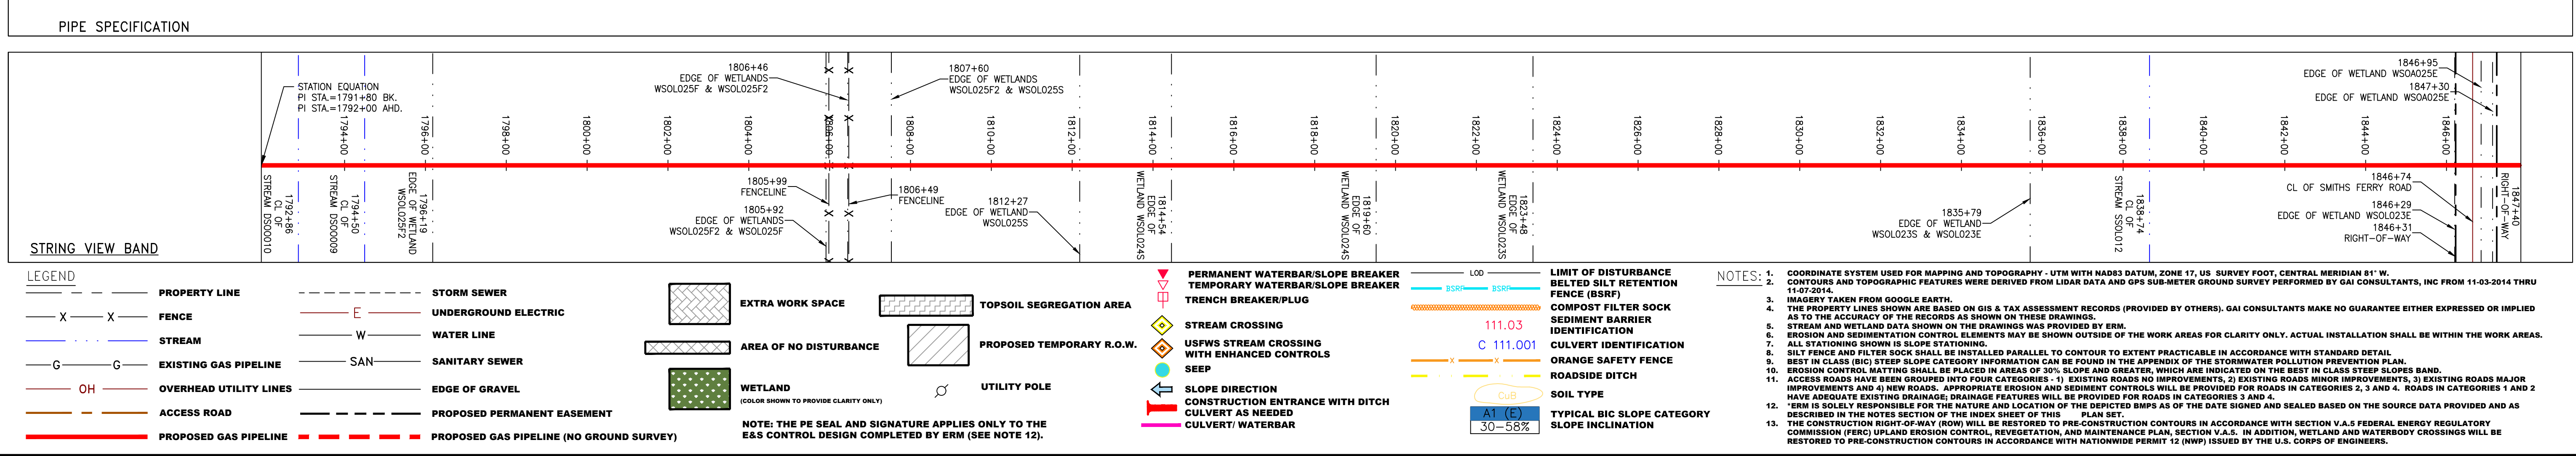 PIPE SPECIFICATION
STATION EQUATION
PI STA.=1791+80 BK.
PI STA.=1792+00 AHD.
1806+46
EDGE OF WETLANDS
WSOL025F & WSOL025F2
1807+60
EDGE OF WETLANDS
WSOL025F2 & WSOL025S
1846+95
EDGE OF WETLAND WSOA025E
1847+30
EDGE OF WETLAND WSOA025E
1794+00
1796+00
1798+00
1800+00
1802+00
1804+00
1806+00
1808+00
1810+00
1812+00
1814+00
1816+00
1818+00
1820+00
1822+00
1824+00
1826+00
1828+00
1830+00
1832+00
1834+00
1836+00
1838+00
1840+00
1842+00
1844+00
1846+00
1792+86
CL OF
STREAM DSO0010
1794+50
CL OF
STREAM DSO0009
1796+19
EDGE OF WETLAND
WSOL025F2
1805+99
FENCELINE
1805+92
EDGE OF WETLANDS
WSOL025F2 & WSOL025F
1806+49
FENCELINE
1812+27
EDGE OF WETLAND
WSOL025S
1814+54
EDGE OF
WETLAND WSOL024S
1819+60
EDGE OF
WETLAND WSOL024S
1823+48
EDGE OF
WETLAND WSOL023S
1835+79
EDGE OF WETLAND
WSOL023S & WSOL023E
1838+74
CL OF
STREAM SSOL012
1846+74
CL OF SMITHS FERRY ROAD
1846+29
EDGE OF WETLAND WSOL023E
1846+31
RIGHT-OF-WAY
1847+40
RIGHT-OF-WAY
STRING VIEW BAND
LEGEND
PROPERTY LINE
X X FENCE
STREAM
G G EXISTING GAS PIPELINE
OH OVERHEAD UTILITY LINES
ACCESS ROAD
PROPOSED GAS PIPELINE
STORM SEWER
E UNDERGROUND ELECTRIC
W WATER LINE
SAN SANITARY SEWER
EDGE OF GRAVEL
PROPOSED PERMANENT EASEMENT
PROPOSED GAS PIPELINE (NO GROUND SURVEY)
EXTRA WORK SPACE
AREA OF NO DISTURBANCE
WETLAND
(COLOR SHOWN TO PROVIDE CLARITY ONLY)
TOPSOIL SEGREGATION AREA
PROPOSED TEMPORARY R.O.W.
UTILITY POLE
NOTE: THE PE SEAL AND SIGNATURE APPLIES ONLY TO THE
E&S CONTROL DESIGN COMPLETED BY ERM (SEE NOTE 12).
PERMANENT WATERBAR/SLOPE BREAKER
TEMPORARY WATERBAR/SLOPE BREAKER
TRENCH BREAKER/PLUG
STREAM CROSSING
USFWS STREAM CROSSING
WITH ENHANCED CONTROLS
SEEP
SLOPE DIRECTION
CONSTRUCTION ENTRANCE WITH DITCH
CULVERT AS NEEDED
CULVERT/ WATERBAR
LOD LIMIT OF DISTURBANCE
BSRF BSRF BELTED SILT RETENTION
FENCE (BSRF)
COMPOST FILTER SOCK
111.03 SEDIMENT BARRIER
IDENTIFICATION
C 111.001 CULVERT IDENTIFICATION
X X ORANGE SAFETY FENCE
ROADSIDE DITCH
CuB SOIL TYPE
A1 (E) TYPICAL BIC SLOPE CATEGORY
30-58% SLOPE INCLINATION
NOTES:
1. COORDINATE SYSTEM USED FOR MAPPING AND TOPOGRAPHY - UTM WITH NAD83 DATUM, ZONE 17, US SURVEY FOOT, CENTRAL MERIDIAN 81° W.
2. CONTOURS AND TOPOGRAPHIC FEATURES WERE DERIVED FROM LIDAR DATA AND GPS SUB-METER GROUND SURVEY PERFORMED BY GAI CONSULTANTS, INC FROM 11-03-2014 THRU
11-07-2014.
3. IMAGERY TAKEN FROM GOOGLE EARTH.
4. THE PROPERTY LINES SHOWN ARE BASED ON GIS & TAX ASSESSMENT RECORDS (PROVIDED BY OTHERS). GAI CONSULTANTS MAKE NO GUARANTEE EITHER EXPRESSED OR IMPLIED
AS TO THE ACCURACY OF THE RECORDS AS SHOWN ON THESE DRAWINGS.
5. STREAM AND WETLAND DATA SHOWN ON THE DRAWINGS WAS PROVIDED BY ERM.
6. EROSION AND SEDIMENTATION CONTROL ELEMENTS MAY BE SHOWN OUTSIDE OF THE WORK AREAS FOR CLARITY ONLY. ACTUAL INSTALLATION SHALL BE WITHIN THE WORK AREAS.
7. ALL STATIONING SHOWN IS SLOPE STATIONING.
8. SILT FENCE AND FILTER SOCK SHALL BE INSTALLED PARALLEL TO CONTOUR TO EXTENT PRACTICABLE IN ACCORDANCE WITH STANDARD DETAIL
9. BEST IN CLASS (BIC) STEEP SLOPE CATEGORY INFORMATION CAN BE FOUND IN THE APPENDIX OF THE STORMWATER POLLUTION PREVENTION PLAN.
10. EROSION CONTROL MATTING SHALL BE PLACED IN AREAS OF 30% SLOPE AND GREATER, WHICH ARE INDICATED ON THE BEST IN CLASS STEEP SLOPES BAND.
11. ACCESS ROADS HAVE BEEN GROUPED INTO FOUR CATEGORIES - 1) EXISTING ROADS NO IMPROVEMENTS, 2) EXISTING ROADS MINOR IMPROVEMENTS, 3) EXISTING ROADS MAJOR
IMPROVEMENTS AND 4) NEW ROADS. APPROPRIATE EROSION AND SEDIMENT CONTROLS WILL BE PROVIDED FOR ROADS IN CATEGORIES 2, 3 AND 4. ROADS IN CATEGORIES 1 AND 2
HAVE ADEQUATE EXISTING DRAINAGE; DRAINAGE FEATURES WILL BE PROVIDED FOR ROADS IN CATEGORIES 3 AND 4.
12. "ERM IS SOLELY RESPONSIBLE FOR THE NATURE AND LOCATION OF THE DEPICTED BMPS AS OF THE DATE SIGNED AND SEALED BASED ON THE SOURCE DATA PROVIDED AND AS
DESCRIBED IN THE NOTES SECTION OF THE INDEX SHEET OF THIS PLAN SET.
13. THE CONSTRUCTION RIGHT-OF-WAY (ROW) WILL BE RESTORED TO PRE-CONSTRUCTION CONTOURS IN ACCORDANCE WITH SECTION V.A.5 FEDERAL ENERGY REGULATORY
COMMISSION (FERC) UPLAND EROSION CONTROL, REVEGETATION, AND MAINTENANCE PLAN, SECTION V.A.5. IN ADDITION, WETLAND AND WATERBODY CROSSINGS WILL BE
RESTORED TO PRE-CONSTRUCTION CONTOURS IN ACCORDANCE WITH NATIONWIDE PERMIT 12 (NWP) ISSUED BY THE U.S. CORPS OF ENGINEERS.